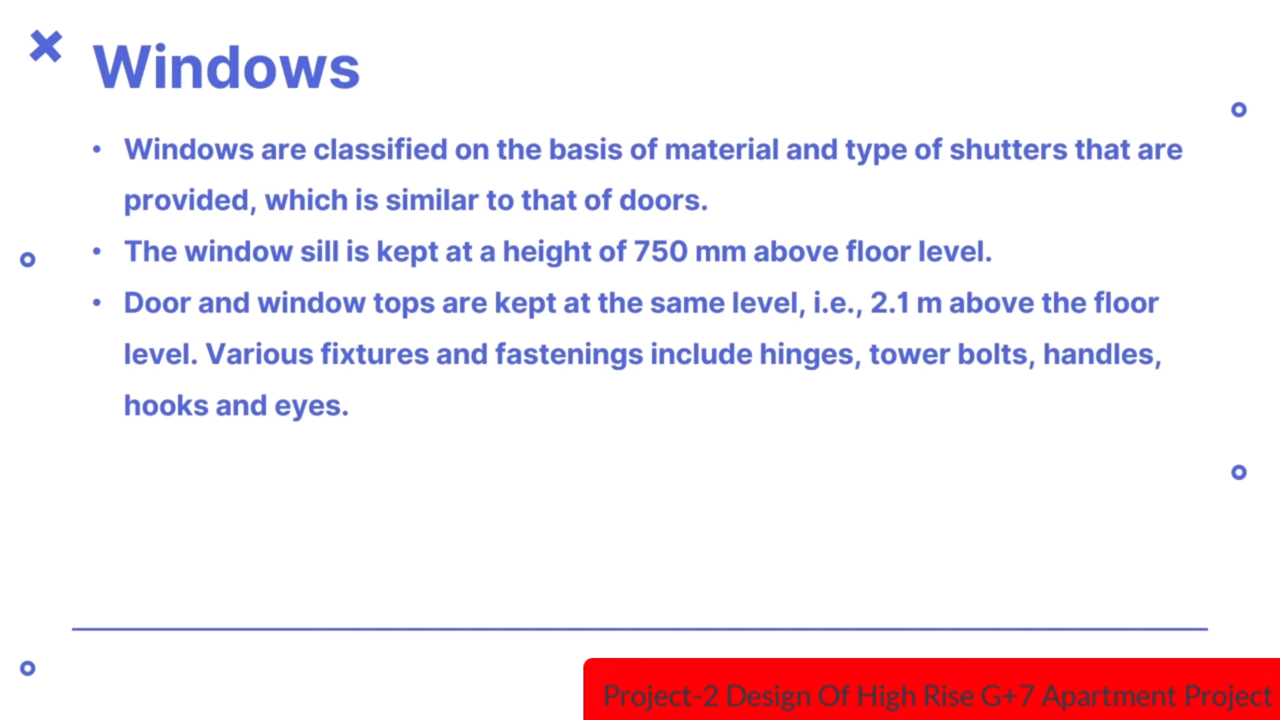 Windows
• Windows are classified on the basis of material and type of shutters that are
provided, which is similar to that of doors.
• The window sill is kept at a height of 750 mm above floor level.
• Door and window tops are kept at the same level, i.e., 2.1 m above the floor
level. Various fixtures and fastenings include hinges, tower bolts, handles,
hooks and eyes.
Project-2 Design Of High Rise G+7 Apartment Project